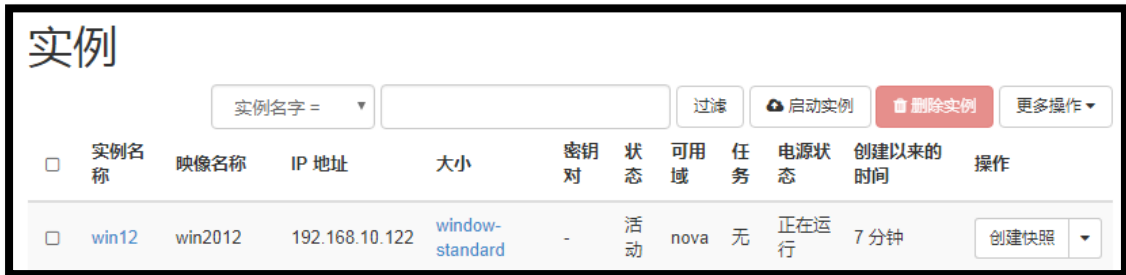 实例
实例名字 = 过滤 启动实例 删除实例 更多操作
实例名称 映像名称 IP 地址 大小 密钥对 状态 可用域 任务 电源状态 创建以来的时间 操作
win12 win2012 192.168.10.122 window-standard - 活动 nova 无 正在运行 7 分钟 创建快照